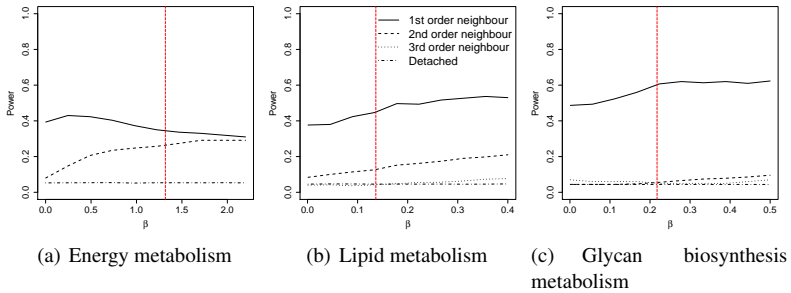 Power
1.0
0.8
0.6
0.4
0.2
0.0
0.0 0.5 1.0 1.5 2.0
β
(a) Energy metabolism
Power
1.0
0.8
0.6
0.4
0.2
0.0
1st order neighbour
2nd order neighbour
3rd order neighbour
Detached
0.0 0.1 0.2 0.3 0.4
β
(b) Lipid metabolism
Power
1.0
0.8
0.6
0.4
0.2
0.0
0.0 0.1 0.2 0.3 0.4 0.5
β
(c) Glycan biosynthesis
metabolism